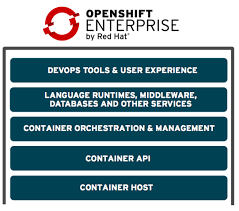 OPENSHIFT
ENTERPRISE
by Red Hat®
DEVOPS TOOLS & USER EXPERIENCE
LANGUAGE RUNTIMES, MIDDLEWARE,
DATABASES AND OTHER SERVICES
CONTAINER ORCHESTRATION & MANAGEMENT
CONTAINER API
CONTAINER HOST